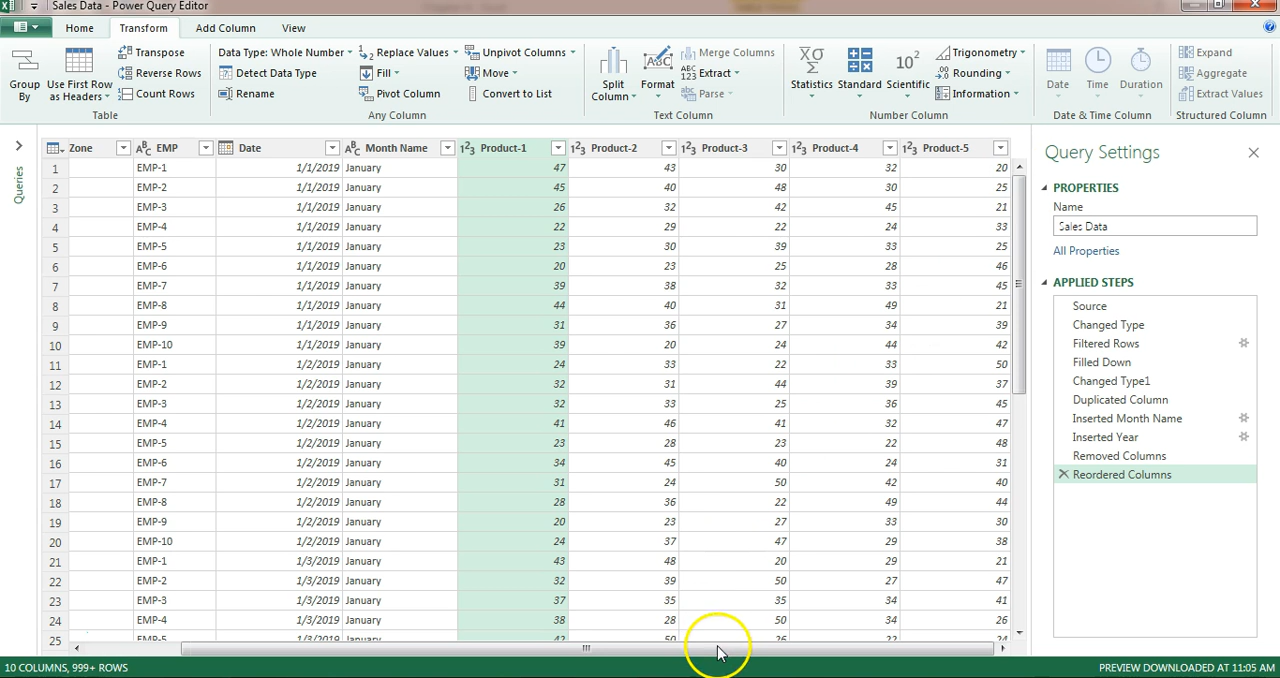 Sales Data - Power Query Editor
Home Transform Add Column View
Group By
Use First Row as Headers
Transpose
Reverse Rows
Count Rows
Table
Data Type: Whole Number
Detect Data Type
Rename
Replace Values
Fill
Pivot Column
Unpivot Columns
Move
Convert to List
Any Column
Split Column
Format
Merge Columns
Extract
Parse
Text Column
Statistics
Standard
Scientific
Trigonometry
Rounding
Information
Number Column
Date
Time
Duration
Date & Time Column
Expand
Aggregate
Extract Values
Structured Column
Queries
Zone EMP Date Month Name Product-1 Product-2 Product-3 Product-4 Product-5
1 EMP-1 1/1/2019 January 47 43 30 32 20
2 EMP-2 1/1/2019 January 45 40 48 30 25
3 EMP-3 1/1/2019 January 26 32 42 45 21
4 EMP-4 1/1/2019 January 22 29 22 24 33
5 EMP-5 1/1/2019 January 23 30 39 33 25
6 EMP-6 1/1/2019 January 20 23 25 28 46
7 EMP-7 1/1/2019 January 39 38 32 33 45
8 EMP-8 1/1/2019 January 44 40 31 49 21
9 EMP-9 1/1/2019 January 31 36 27 34 39
10 EMP-10 1/1/2019 January 39 20 24 44 42
11 EMP-1 1/2/2019 January 24 33 22 33 50
12 EMP-2 1/2/2019 January 32 31 44 39 37
13 EMP-3 1/2/2019 January 32 33 25 36 45
14 EMP-4 1/2/2019 January 41 46 41 32 47
15 EMP-5 1/2/2019 January 23 28 23 22 48
16 EMP-6 1/2/2019 January 34 45 40 24 31
17 EMP-7 1/2/2019 January 31 24 50 42 40
18 EMP-8 1/2/2019 January 28 36 22 49 44
19 EMP-9 1/2/2019 January 20 23 27 33 30
20 EMP-10 1/2/2019 January 24 37 47 29 38
21 EMP-1 1/3/2019 January 43 48 20 29 21
22 EMP-2 1/3/2019 January 32 39 50 27 47
23 EMP-3 1/3/2019 January 37 35 35 34 41
24 EMP-4 1/3/2019 January 38 28 50 34 26
25 EMP-5 1/3/2019 January 42 50 26 22 24
Query Settings
PROPERTIES
Name
Sales Data
All Properties
APPLIED STEPS
Source
Changed Type
Filtered Rows
Filled Down
Changed Type1
Duplicated Column
Inserted Month Name
Inserted Year
Removed Columns
Reordered Columns
10 COLUMNS, 999+ ROWS
PREVIEW DOWNLOADED AT 11:05 AM